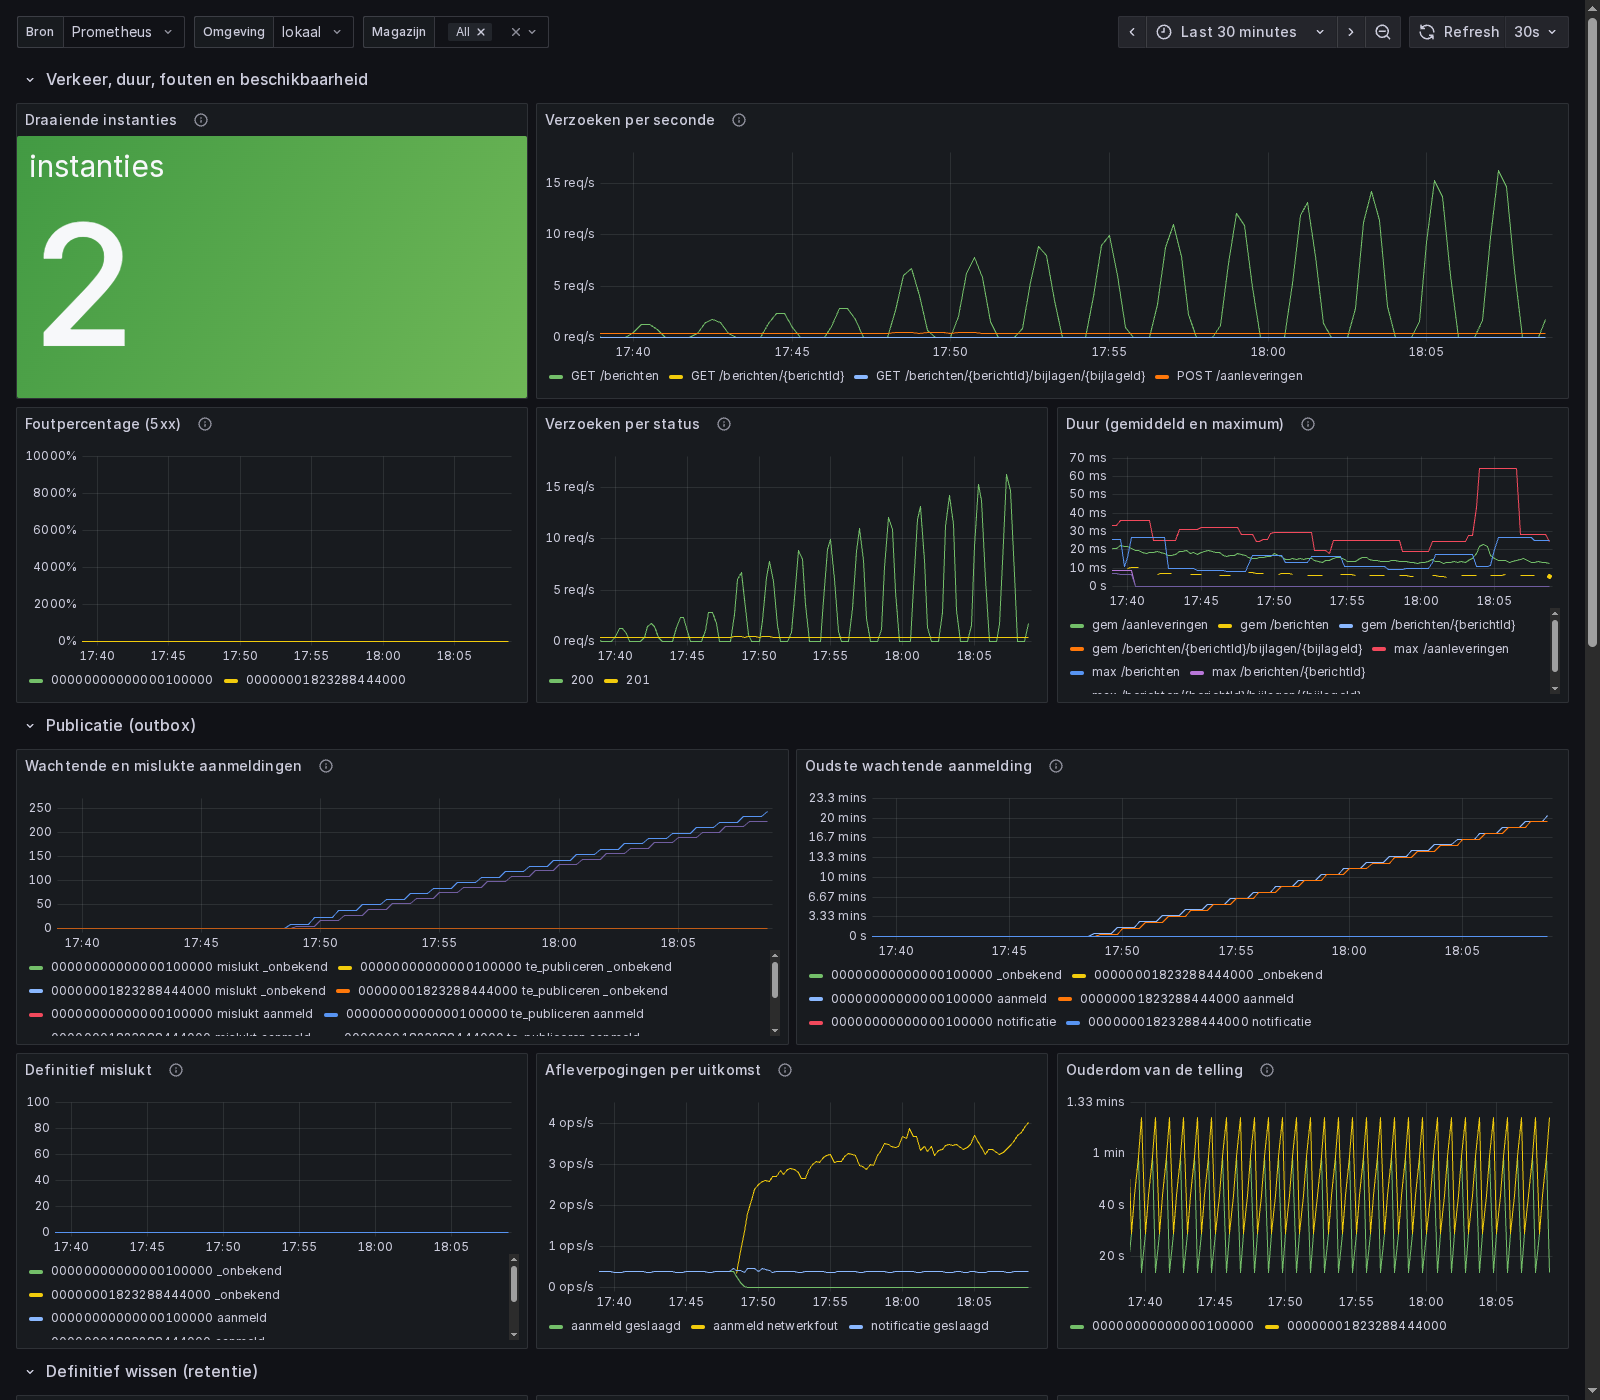 Bron Prometheus Omgeving lokaal Magazijn All Last 30 minutes Refresh 30s
Verkeer, duur, fouten en beschikbaarheid
Draaiende instanties
instanties
2
Verzoeken per seconde
15 req/s
10 req/s
5 req/s
0 req/s
17:40 17:45 17:50 17:55 18:00 18:05
GET /berichten GET /berichten/{berichtId} GET /berichten/{berichtId}/bijlagen/{bijlageId} POST /aanleveringen
Foutpercentage (5xx)
10000%
8000%
6000%
4000%
2000%
0%
17:40 17:45 17:50 17:55 18:00 18:05
00000000000000100000 00000001823288444000
Verzoeken per status
15 req/s
10 req/s
5 req/s
0 req/s
17:40 17:45 17:50 17:55 18:00 18:05
200 201
Duur (gemiddeld en maximum)
70 ms
60 ms
50 ms
40 ms
30 ms
20 ms
10 ms
0 s
17:40 17:45 17:50 17:55 18:00 18:05
gem /aanleveringen gem /berichten gem /berichten/{berichtId}
gem /berichten/{berichtId}/bijlagen/{bijlageId} max /aanleveringen
max /berichten max /berichten/{berichtId}
max /berichten/{berichtId}/bijlagen/{bijlageId}
Publicatie (outbox)
Wachtende en mislukte aanmeldingen
250
200
150
100
50
0
17:40 17:45 17:50 17:55 18:00 18:05
00000000000000100000 mislukt _onbekend 00000000000000100000 te_publiceren _onbekend
00000001823288444000 mislukt _onbekend 00000001823288444000 te_publiceren _onbekend
00000000000000100000 mislukt aanmeld 00000000000000100000 te_publiceren aanmeld
00000001823288444000 mislukt aanmeld 00000001823288444000 te_publiceren aanmeld
Oudste wachtende aanmelding
23.3 mins
20 mins
16.7 mins
13.3 mins
10 mins
6.67 mins
3.33 mins
0 s
17:40 17:45 17:50 17:55 18:00 18:05
00000000000000100000 _onbekend 00000001823288444000 _onbekend
00000000000000100000 aanmeld 00000001823288444000 aanmeld
00000000000000100000 notificatie 00000001823288444000 notificatie
Definitief mislukt
100
80
60
40
20
0
17:40 17:45 17:50 17:55 18:00 18:05
00000000000000100000 _onbekend
00000001823288444000 _onbekend
00000000000000100000 aanmeld
00000001823288444000 aanmeld
Afleverpogingen per uitkomst
4 ops/s
3 ops/s
2 ops/s
1 ops/s
0 ops/s
17:40 17:45 17:50 17:55 18:00 18:05
aanmeld geslaagd aanmeld netwerkfout notificatie geslaagd
Ouderdom van de telling
1.33 mins
1 min
40 s
20 s
17:40 17:45 17:50 17:55 18:00 18:05
00000000000000100000 00000001823288444000
Definitief wissen (retentie)